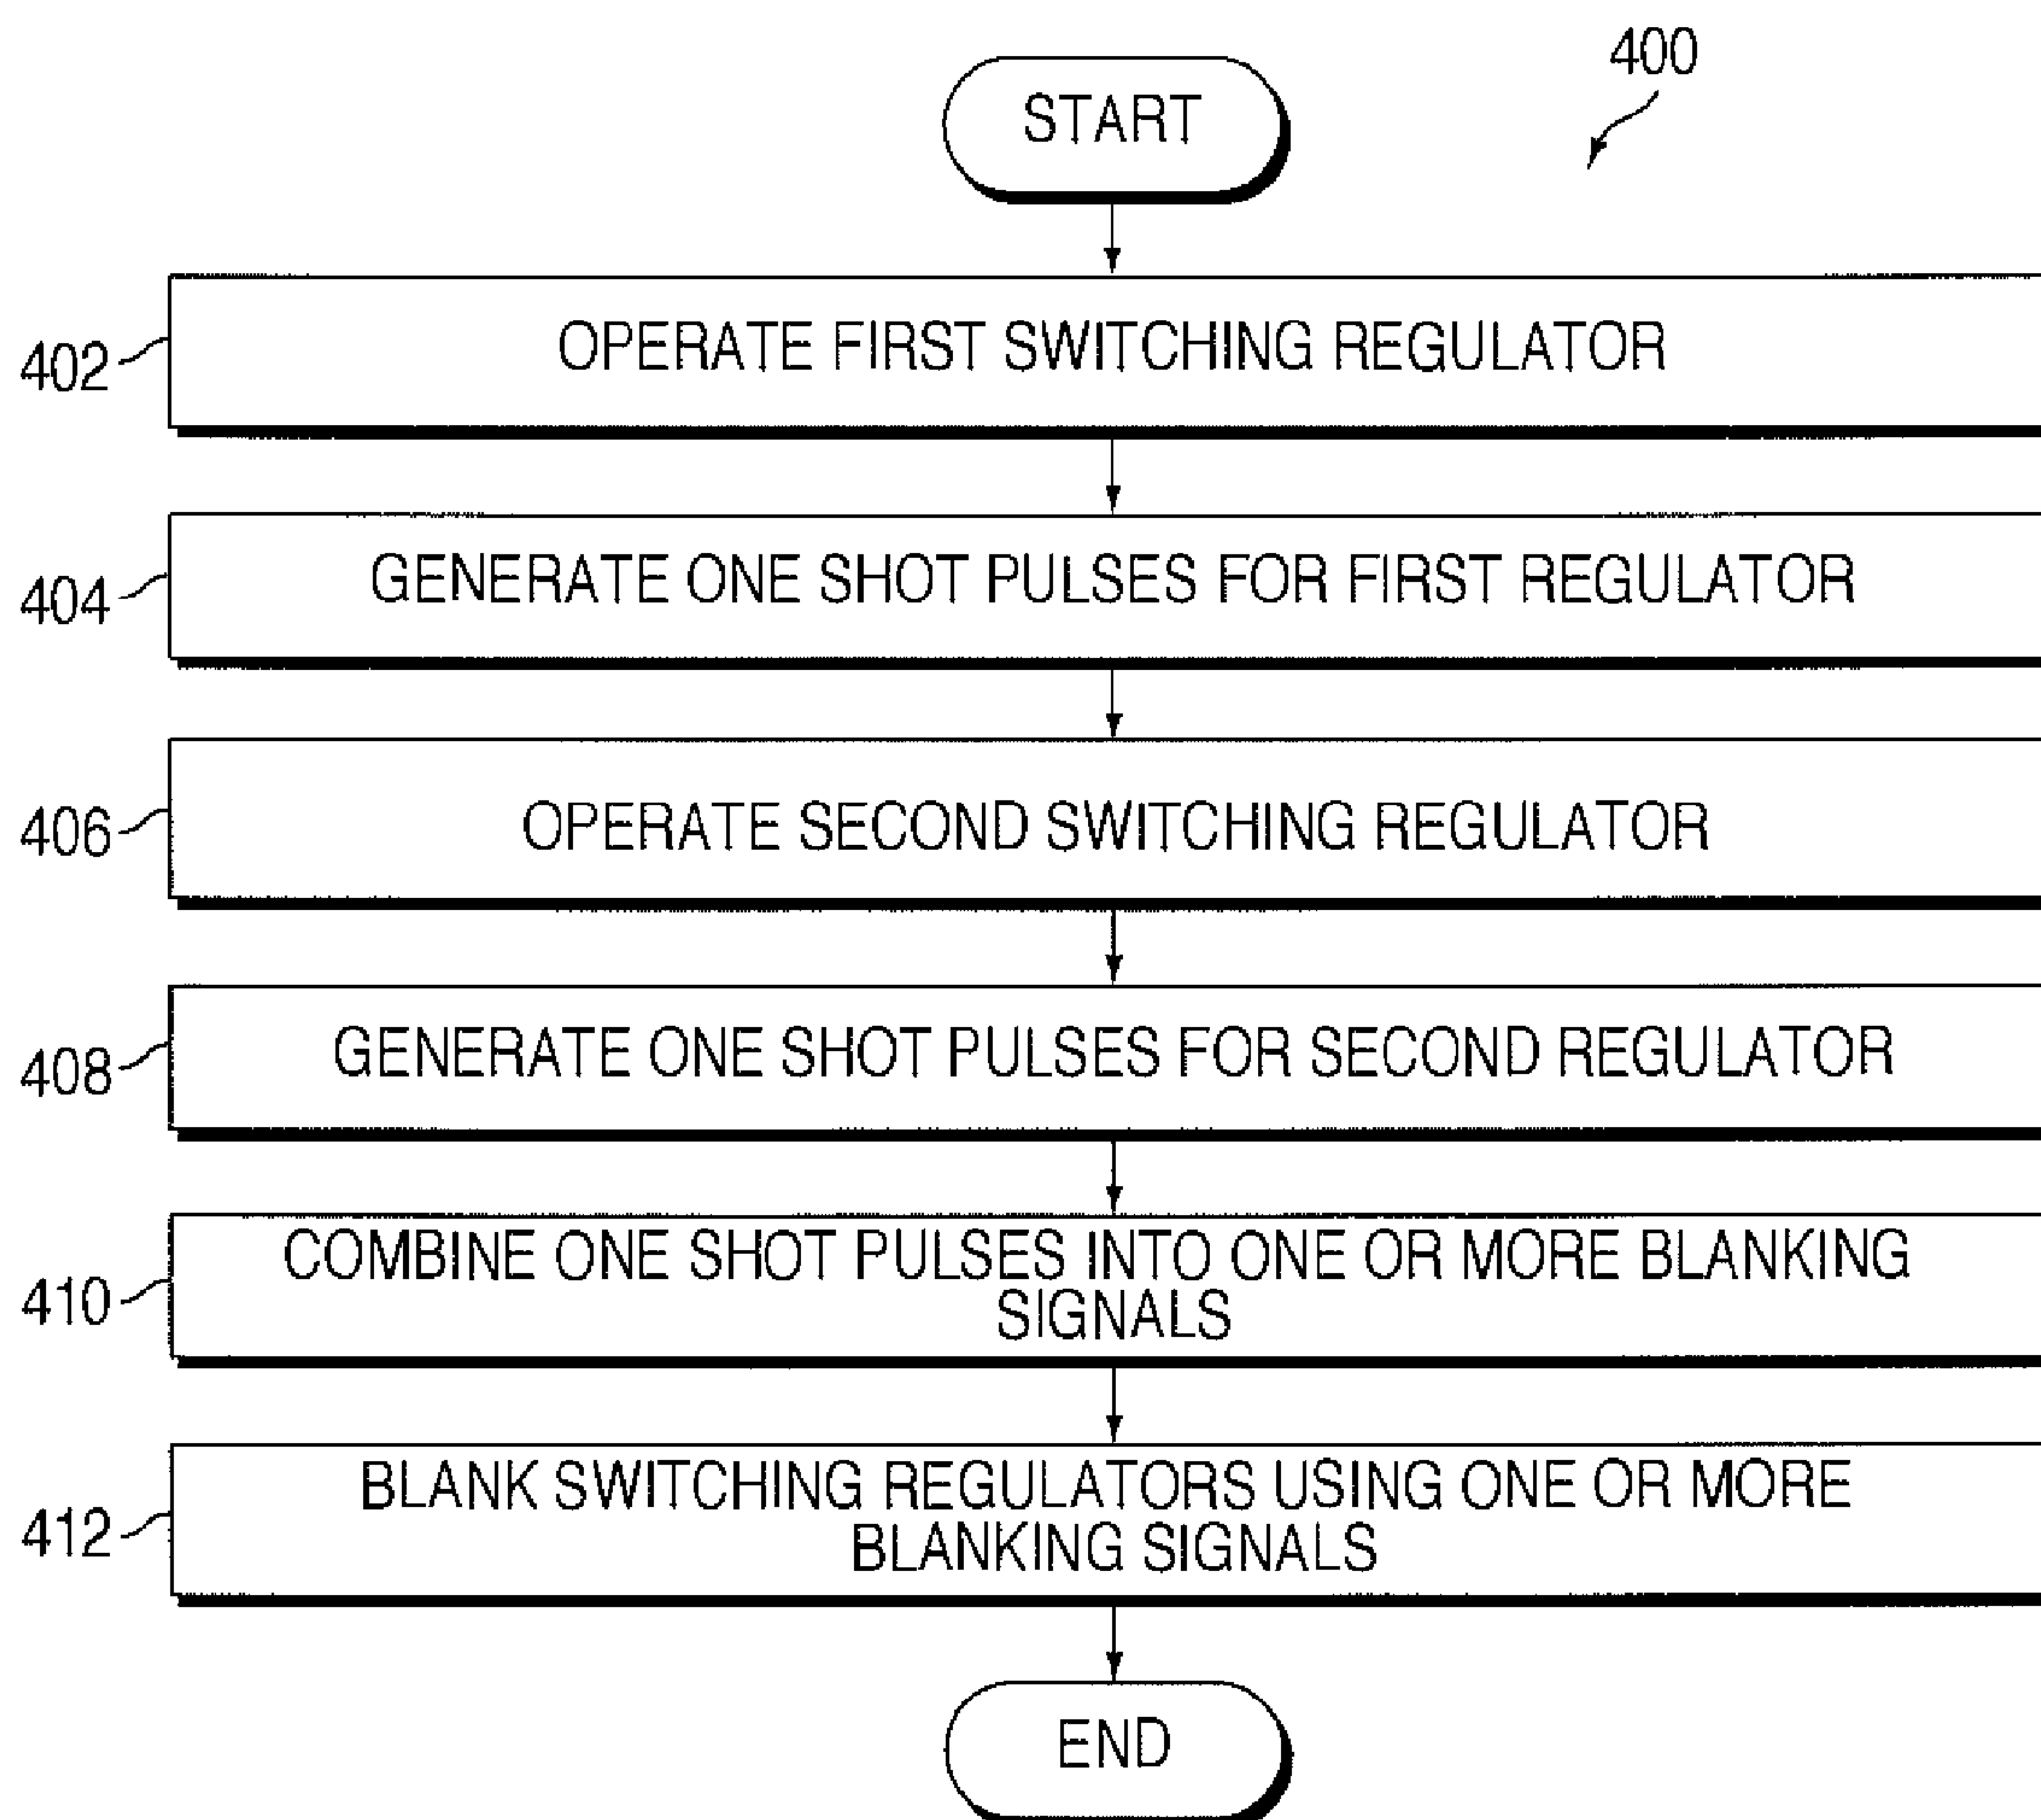 400
START
402
OPERATE FIRST SWITCHING REGULATOR
404
GENERATE ONE SHOT PULSES FOR FIRST REGULATOR
406
OPERATE SECOND SWITCHING REGULATOR
408
GENERATE ONE SHOT PULSES FOR SECOND REGULATOR
410
COMBINE ONE SHOT PULSES INTO ONE OR MORE BLANKING
SIGNALS
412
BLANK SWITCHING REGULATORS USING ONE OR MORE
BLANKING SIGNALS
END